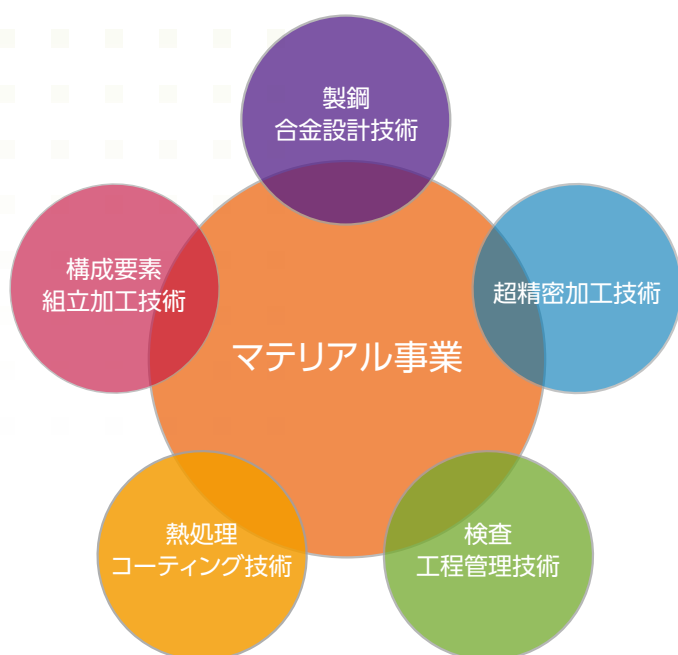 製鋼
合金設計技術
構成要素
組立加工技術
超精密加工技術
マテリアル事業
熱処理
コーティング技術
検査
工程管理技術